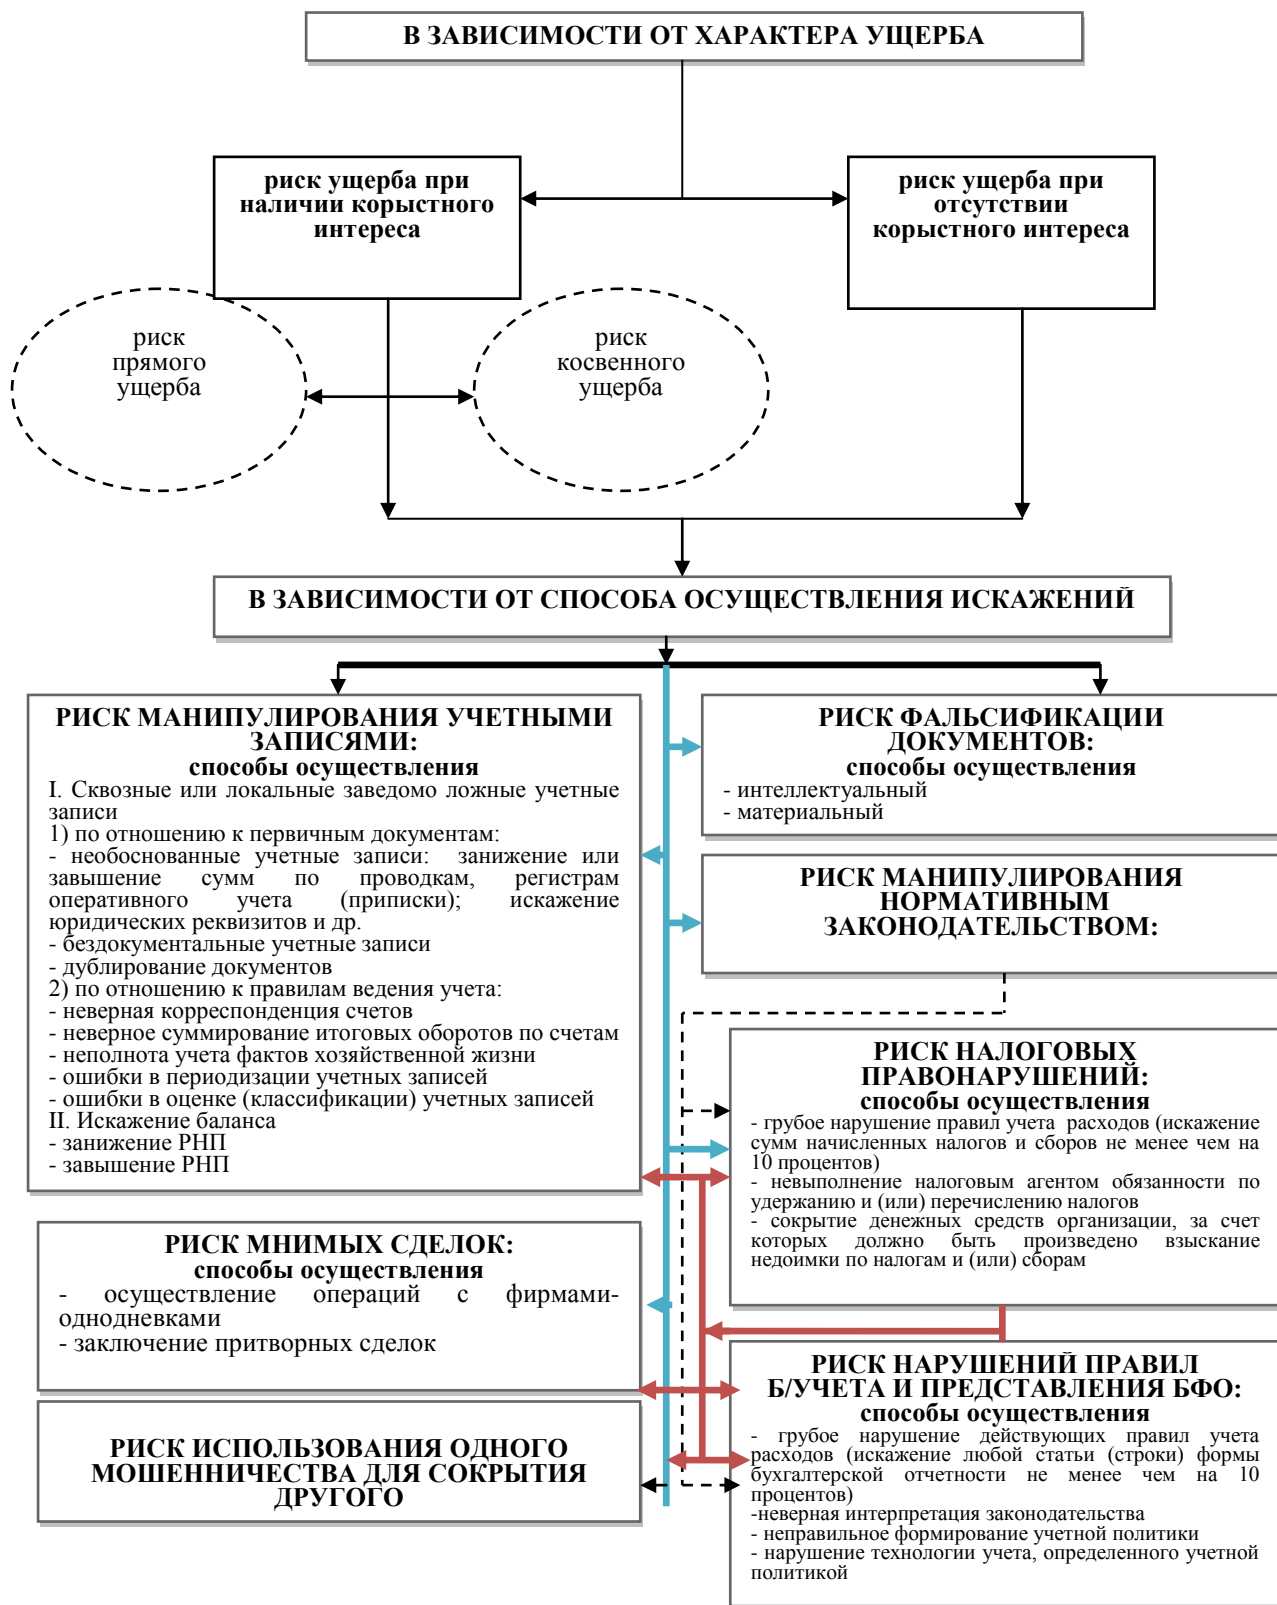 В ЗАВИСИМОСТИ ОТ ХАРАКТЕРА УЩЕРБА
риск ущерба при
наличии корыстного
интереса
риск ущерба при
отсутствии
корыстного интереса
риск
прямого
ущерба
риск
косвенного
ущерба
В ЗАВИСИМОСТИ ОТ СПОСОБА ОСУЩЕСТВЛЕНИЯ ИСКАЖЕНИЙ
РИСК МАНИПУЛИРОВАНИЯ УЧЕТНЫМИ
ЗАПИСЯМИ:
способы осуществления
I. Сквозные или локальные заведомо ложные учетные
записи
1) по отношению к первичным документам:
- необоснованные учетные записи: занижение или
завышение сумм по проводкам, регистрам
оперативного учета (приписки); искажение
юридических реквизитов и др.
- бездокументальные учетные записи
- дублирование документов
2) по отношению к правилам ведения учета:
- неверная корреспонденция счетов
- неверное суммирование итоговых оборотов по счетам
- неполнота учета фактов хозяйственной жизни
- ошибки в периодизации учетных записей
- ошибки в оценке (классификации) учетных записей
II. Искажение баланса
- занижение РНП
- завышение РНП
РИСК ФАЛЬСИФИКАЦИИ
ДОКУМЕНТОВ:
способы осуществления
- интеллектуальный
- материальный
РИСК МАНИПУЛИРОВАНИЯ
НОРМАТИВНЫМ
ЗАКОНОДАТЕЛЬСТВОМ:
РИСК НАЛОГОВЫХ
ПРАВОНАРУШЕНИЙ:
способы осуществления
- грубое нарушение правил учета расходов (искажение
сумм начисленных налогов и сборов не менее чем на
10 процентов)
- невыполнение налоговым агентом обязанности по
удержанию и (или) перечислению налогов
- сокрытие денежных средств организации, за счет
которых должно быть произведено взыскание
недоимки по налогам и (или) сборам
РИСК МНИМЫХ СДЕЛОК:
способы осуществления
- осуществление операций с фирмами-
однодневками
- заключение притворных сделок
РИСК ИСПОЛЬЗОВАНИЯ ОДНОГО
МОШЕННИЧЕСТВА ДЛЯ СОКРЫТИЯ
ДРУГОГО
РИСК НАРУШЕНИЙ ПРАВИЛ
Б/УЧЕТА И ПРЕДСТАВЛЕНИЯ БФО:
способы осуществления
- грубое нарушение действующих правил учета
расходов (искажение любой статьи (строки) формы
бухгалтерской отчетности не менее чем на 10
процентов)
-неверная интерпретация законодательства
- неправильное формирование учетной политики
- нарушение технологии учета, определенного учетной
политикой